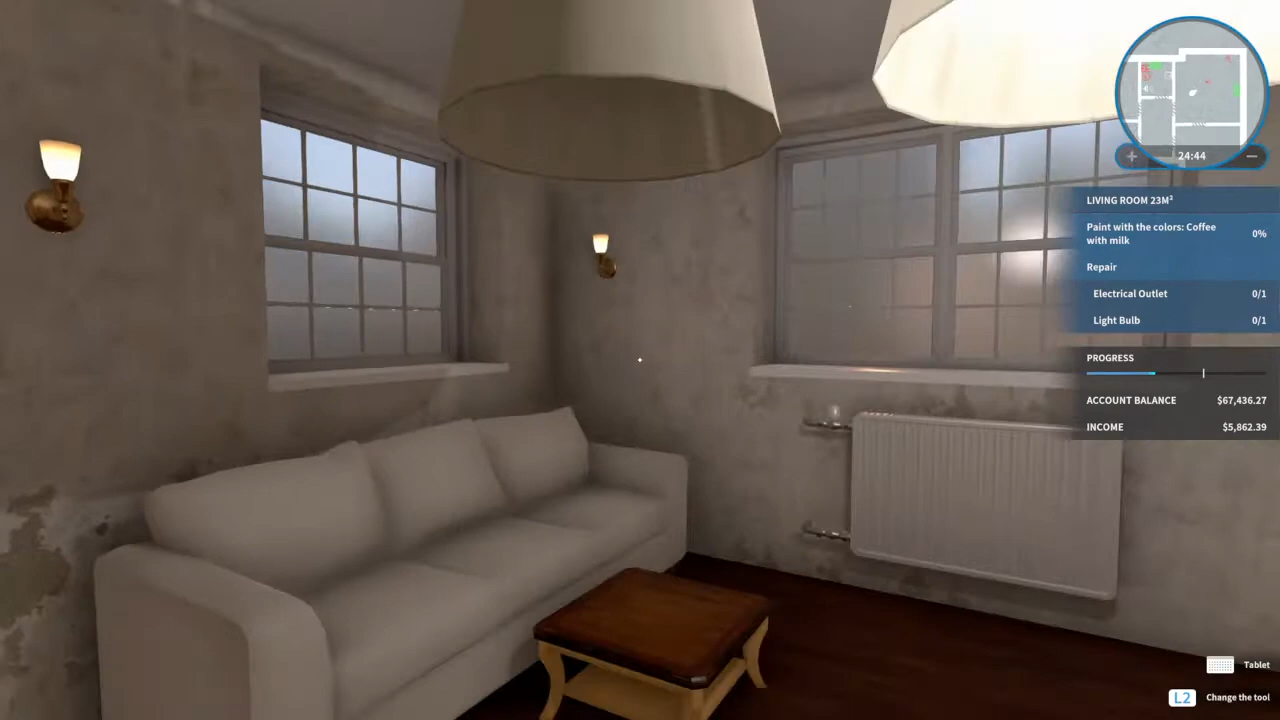 24:44
LIVING ROOM 23M²
Paint with the colors: Coffee
with milk 0%
Repair
Electrical Outlet 0/1
Light Bulb 0/1
PROGRESS
ACCOUNT BALANCE $67,436.27
INCOME $5,862.39
Tablet
L2 Change the tool